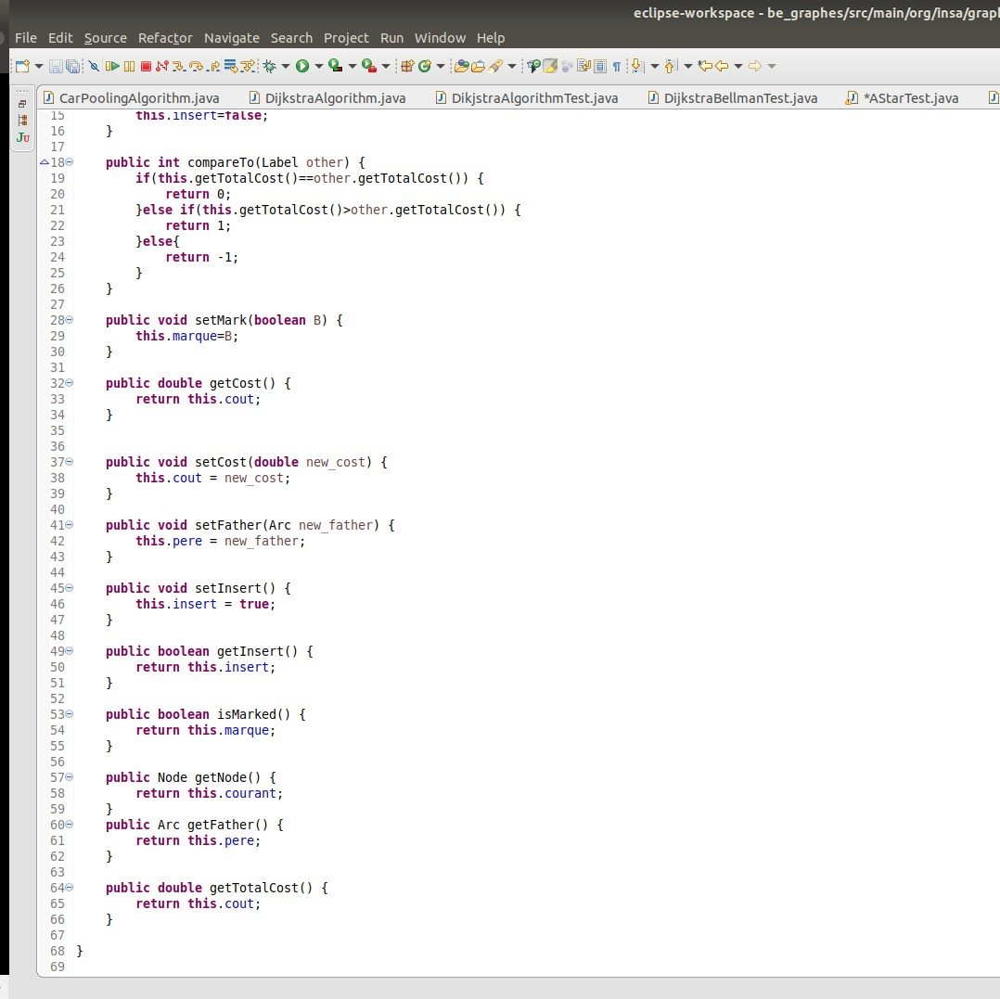 eclipse-workspace - be_graphes/src/main/org/insa/grap
File Edit Source Refactor Navigate Search Project Run Window Help
CarPoolingAlgorithm.java DijkstraAlgorithm.java DikjstraAlgorithmTest.java DijkstraBellmanTest.java *AStarTest.java
15         this.insert=false;
16     }
17
18     public int compareTo(Label other) {
19         if(this.getTotalCost()==other.getTotalCost()) {
20             return 0;
21         }else if(this.getTotalCost()>other.getTotalCost()) {
22             return 1;
23         }else{
24             return -1;
25         }
26     }
27
28     public void setMark(boolean B) {
29         this.marque=B;
30     }
31
32     public double getCost() {
33         return this.cout;
34     }
35
36
37     public void setCost(double new_cost) {
38         this.cout = new_cost;
39     }
40
41     public void setFather(Arc new_father) {
42         this.pere = new_father;
43     }
44
45     public void setInsert() {
46         this.insert = true;
47     }
48
49     public boolean getInsert() {
50         return this.insert;
51     }
52
53     public boolean isMarked() {
54         return this.marque;
55     }
56
57     public Node getNode() {
58         return this.courant;
59     }
60     public Arc getFather() {
61         return this.pere;
62     }
63
64     public double getTotalCost() {
65         return this.cout;
66     }
67
68 }
69